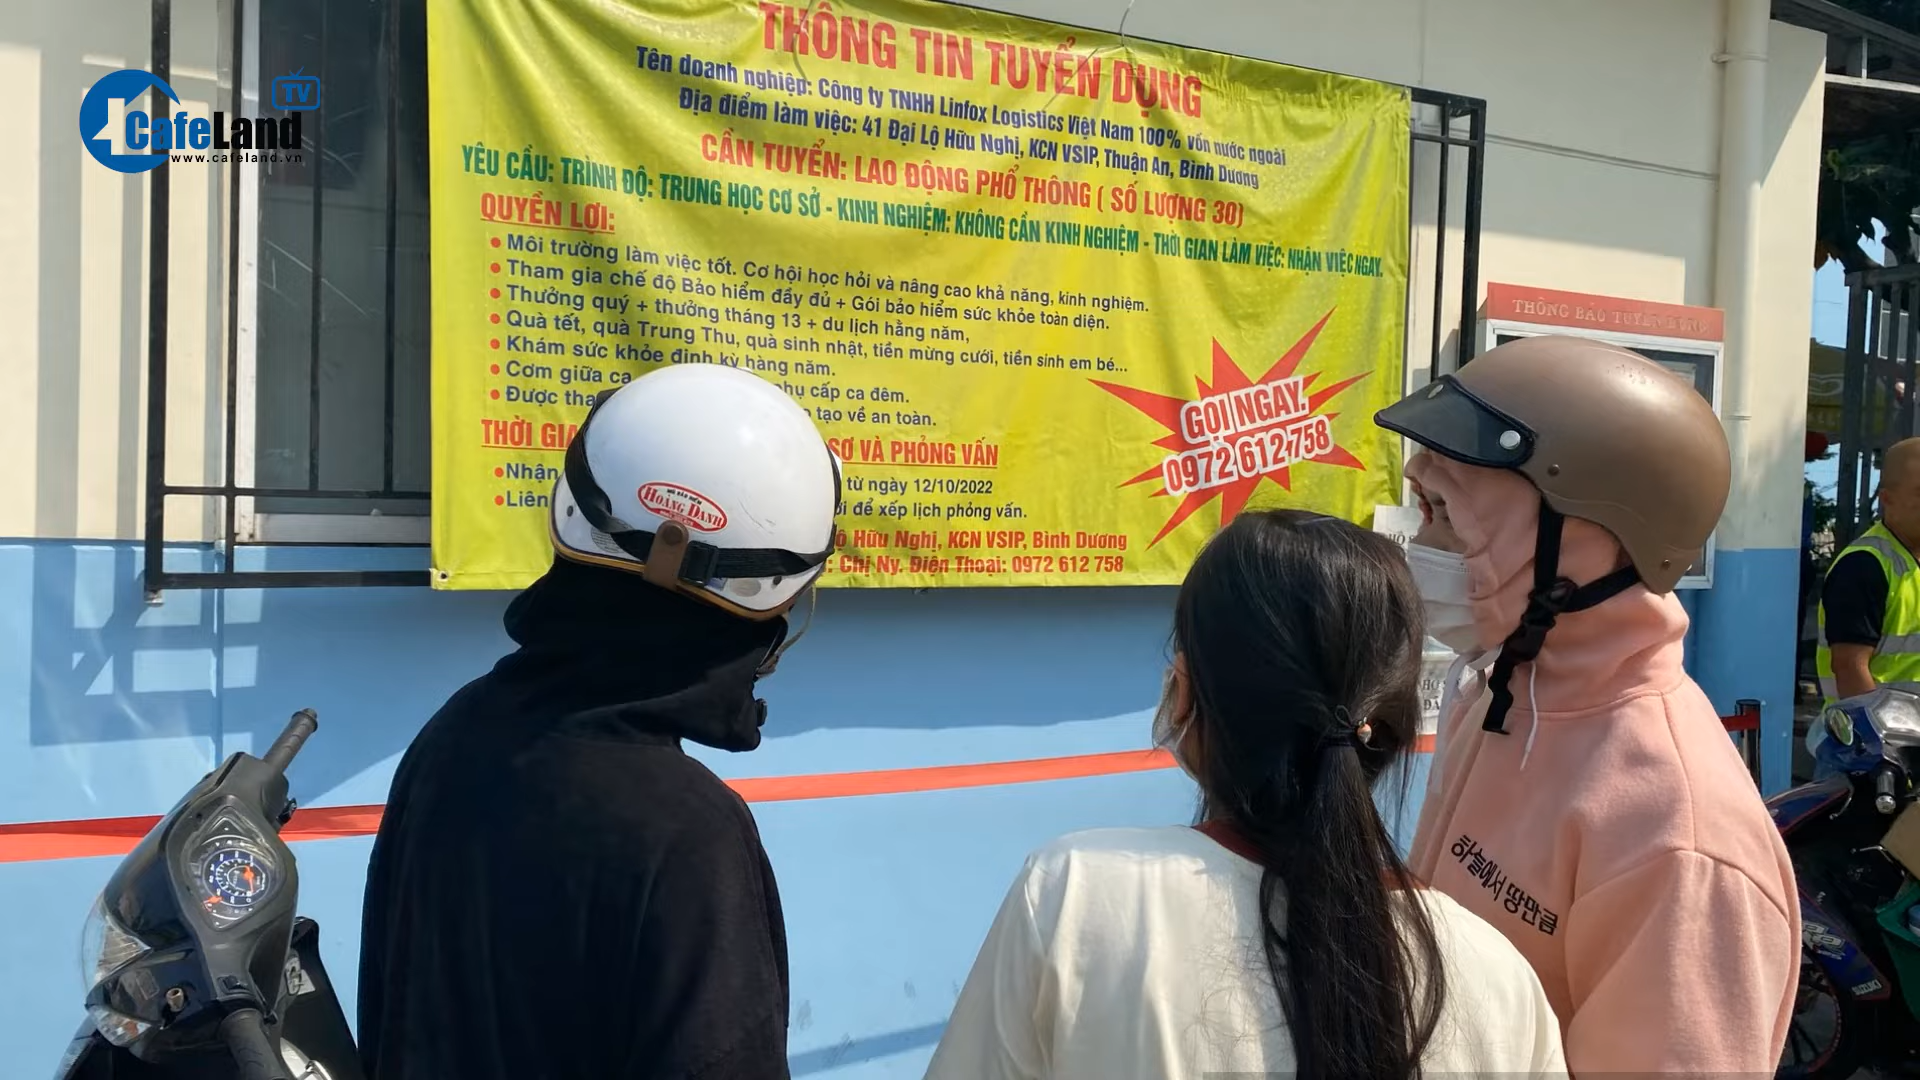 TV
CafeLand
www.cafeland.vn
THÔNG TIN TUYỂN DỤNG
Tên doanh nghiệp: Công ty TNHH Linfox Logistics Việt Nam 100% vốn nước ngoài
Địa điểm làm việc: 41 Đại Lộ Hữu Nghị, KCN VSIP, Thuận An, Bình Dương
CẦN TUYỂN: LAO ĐỘNG PHỔ THÔNG ( SỐ LƯỢNG 30)
YÊU CẦU: TRÌNH ĐỘ: TRUNG HỌC CƠ SỞ - KINH NGHIỆM: KHÔNG CẦN KINH NGHIỆM - THỜI GIAN LÀM VIỆC: NHẬN VIỆC NGAY.
QUYỀN LỢI:
• Môi trường làm việc tốt. Cơ hội học hỏi và nâng cao khả năng, kinh nghiệm.
• Tham gia chế độ Bảo hiểm đầy đủ + Gói bảo hiểm sức khỏe toàn diện.
• Thưởng quý + thưởng tháng 13 + du lịch hằng năm,
• Quà tết, quà Trung Thu, quà sinh nhật, tiền mừng cưới, tiền sinh em bé...
• Khám sức khỏe định kỳ hàng năm.
• Cơm giữa ca cấp ca đêm.
• Được tạo về an toàn.
THỜI VÀ PHỎNG VẤN
• Nhận từ ngày 12/10/2022
• Liên để xếp lịch phỏng vấn.
Hữu Nghị, KCN VSIP, Bình Dương
: Chị Ny. Điện Thoại: 0972 612 758
GỌI NGAY.
0972 612 758
THÔNG BÁO TUYỂN DỤNG
HOÀNG DANH
하늘에서 땅만큼
SUZUKI